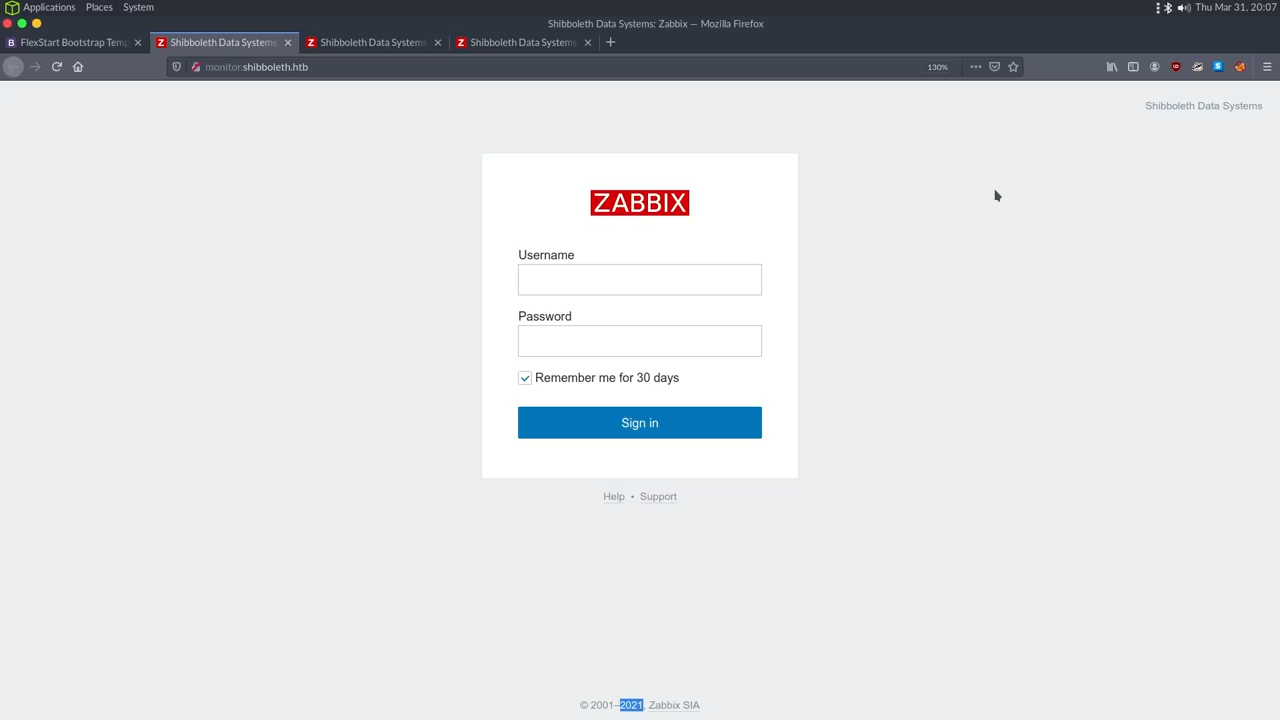 Applications Places System Thu Mar 31, 20:07
Shibboleth Data Systems: Zabbix — Mozilla Firefox
FlexStart Bootstrap Temp Shibboleth Data Systems Shibboleth Data Systems Shibboleth Data Systems
monitor.shibboleth.htb 130%
Shibboleth Data Systems
ZABBIX
Username
Password
Remember me for 30 days
Sign in
Help • Support
© 2001–2021, Zabbix SIA